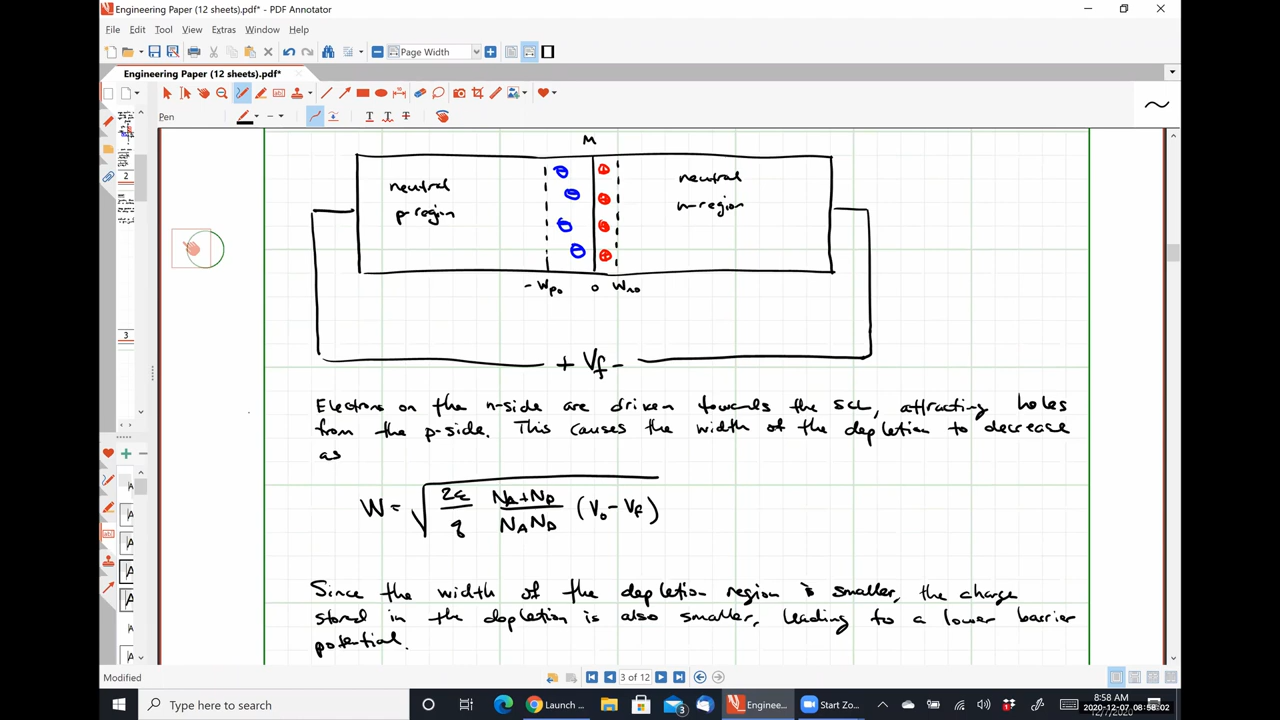 Engineering Paper (12 sheets).pdf* - PDF Annotator
File Edit Tool View Extras Window Help
Page Width
Engineering Paper (12 sheets).pdf*
Pen
T T T
2
3
M
neutral
p-region
neutral
n-region
-Wpo 0 Wno
+ Vf -
Electrons on the n-side are driven towards the SCL, attracting holes
from the p-side. This causes the width of the depletion to decrease
as
W = √(2ε/q (NA+ND)/(NAND) (Vo - Vf))
Since the width of the depletion region is smaller, the charge
stored in the depletion is also smaller, leading to a lower barrier
potential.
Modified
3 of 12
Type here to search
Launch ...
3
Enginee...
Start Zo...
8:58 AM
2020-12-07 08:58:02